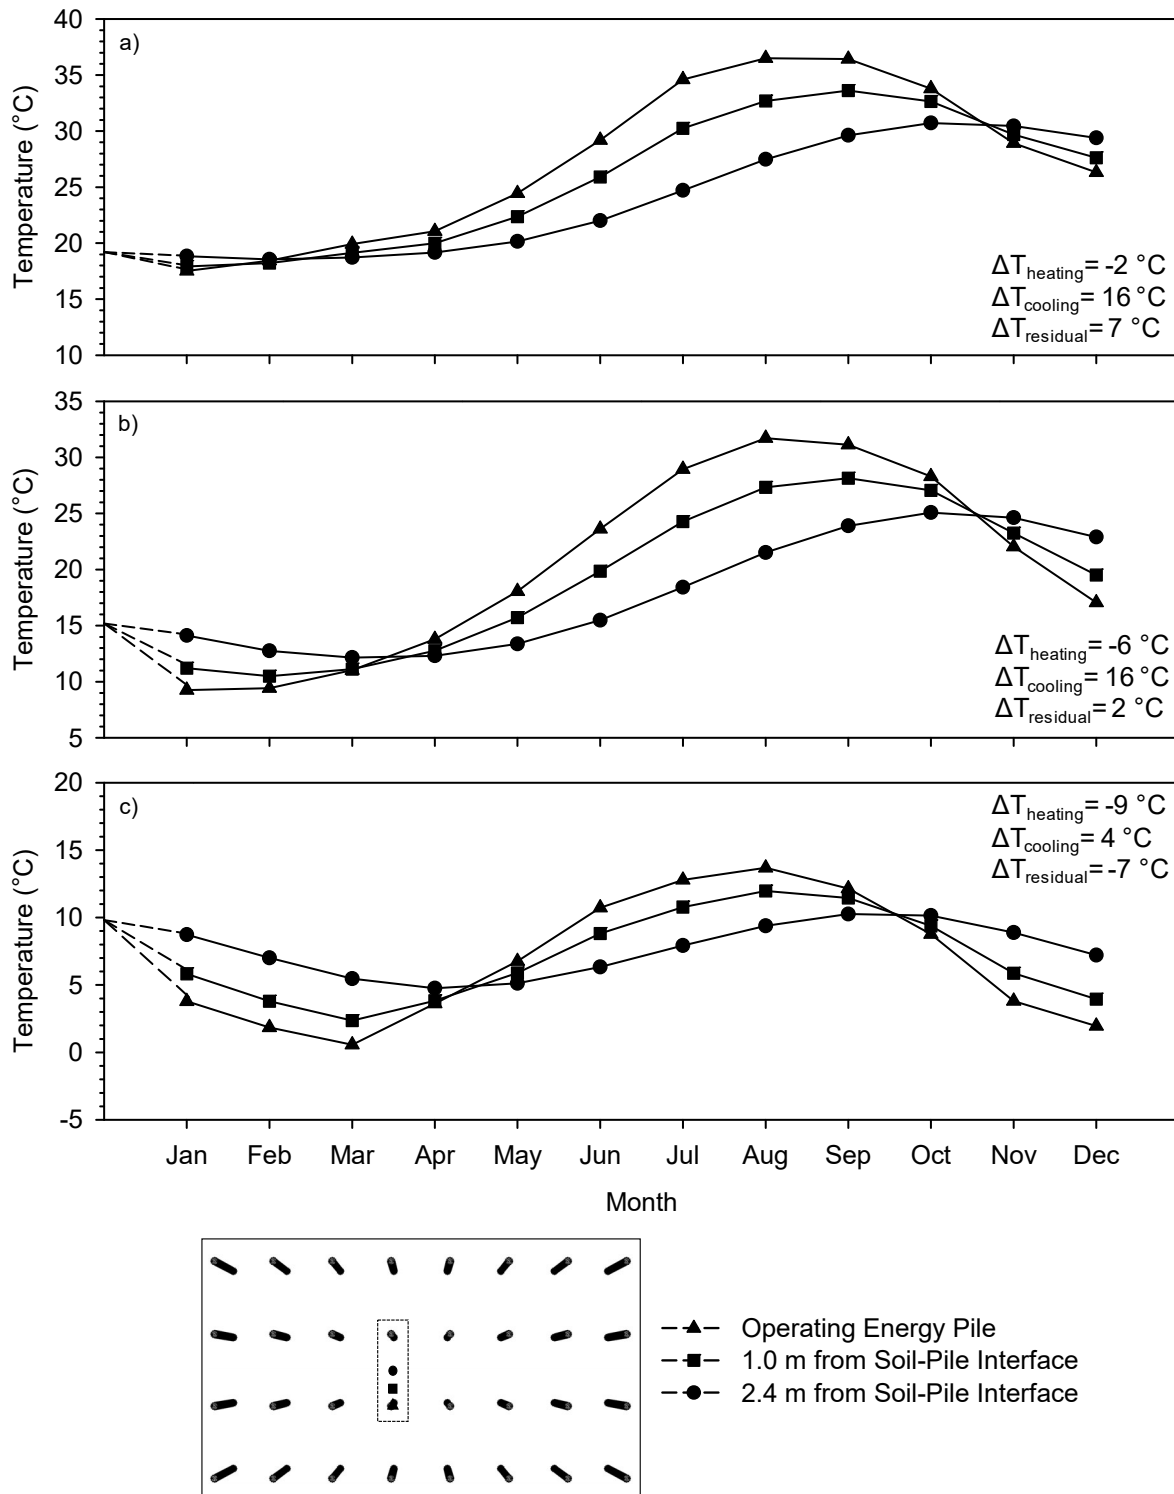 a)
Temperature (°C)
40
35
30
25
20
15
10
ΔTheating= -2 °C
ΔTcooling= 16 °C
ΔTresidual= 7 °C
b)
Temperature (°C)
35
30
25
20
15
10
5
ΔTheating= -6 °C
ΔTcooling= 16 °C
ΔTresidual= 2 °C
c)
Temperature (°C)
20
15
10
5
0
-5
ΔTheating= -9 °C
ΔTcooling= 4 °C
ΔTresidual= -7 °C
Jan Feb Mar Apr May Jun Jul Aug Sep Oct Nov Dec
Month
Operating Energy Pile
1.0 m from Soil-Pile Interface
2.4 m from Soil-Pile Interface